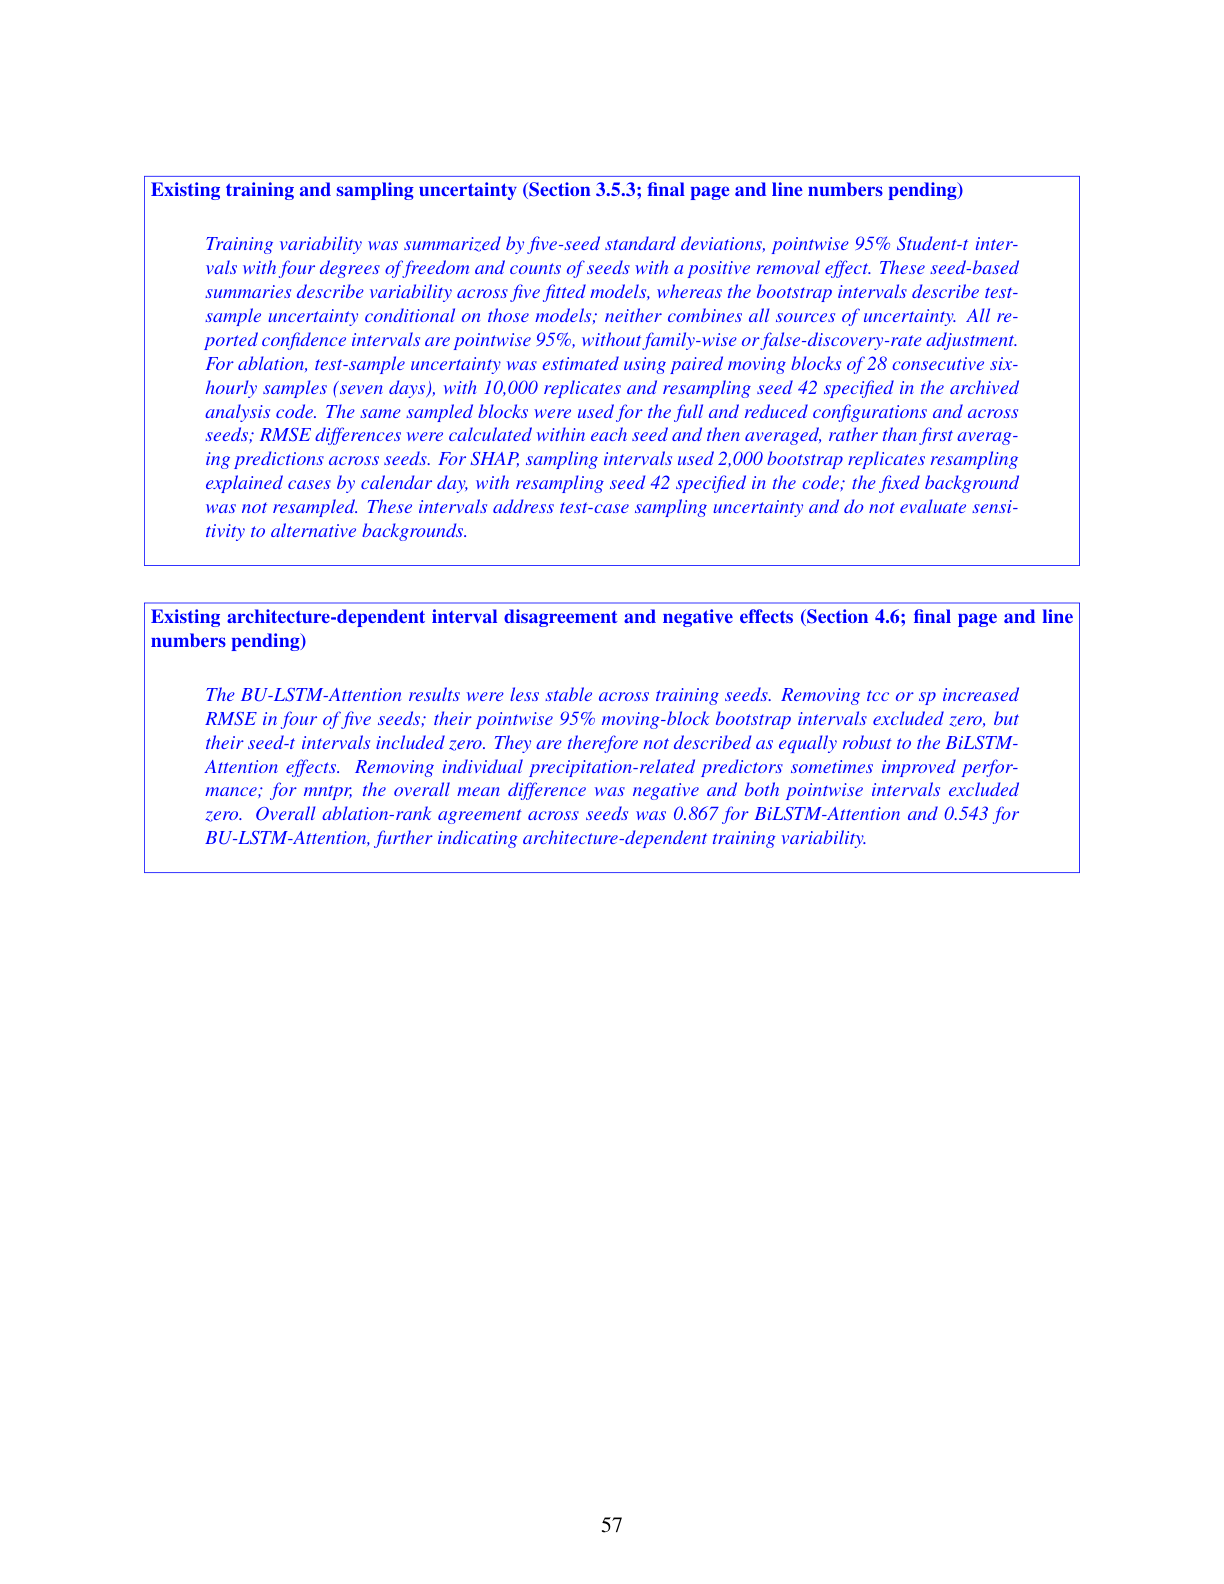 Existing training and sampling uncertainty (Section 3.5.3; final page and line numbers pending)
Training variability was summarized by five-seed standard deviations, pointwise 95% Student-t inter-
vals with four degrees of freedom and counts of seeds with a positive removal effect. These seed-based
summaries describe variability across five fitted models, whereas the bootstrap intervals describe test-
sample uncertainty conditional on those models; neither combines all sources of uncertainty. All re-
ported confidence intervals are pointwise 95%, without family-wise or false-discovery-rate adjustment.
For ablation, test-sample uncertainty was estimated using paired moving blocks of 28 consecutive six-
hourly samples (seven days), with 10,000 replicates and resampling seed 42 specified in the archived
analysis code. The same sampled blocks were used for the full and reduced configurations and across
seeds; RMSE differences were calculated within each seed and then averaged, rather than first averag-
ing predictions across seeds. For SHAP, sampling intervals used 2,000 bootstrap replicates resampling
explained cases by calendar day, with resampling seed 42 specified in the code; the fixed background
was not resampled. These intervals address test-case sampling uncertainty and do not evaluate sensi-
tivity to alternative backgrounds.
Existing architecture-dependent interval disagreement and negative effects (Section 4.6; final page and line
numbers pending)
The BU-LSTM-Attention results were less stable across training seeds. Removing tcc or sp increased
RMSE in four of five seeds; their pointwise 95% moving-block bootstrap intervals excluded zero, but
their seed-t intervals included zero. They are therefore not described as equally robust to the BiLSTM-
Attention effects. Removing individual precipitation-related predictors sometimes improved perfor-
mance; for mntpr, the overall mean difference was negative and both pointwise intervals excluded
zero. Overall ablation-rank agreement across seeds was 0.867 for BiLSTM-Attention and 0.543 for
BU-LSTM-Attention, further indicating architecture-dependent training variability.
57